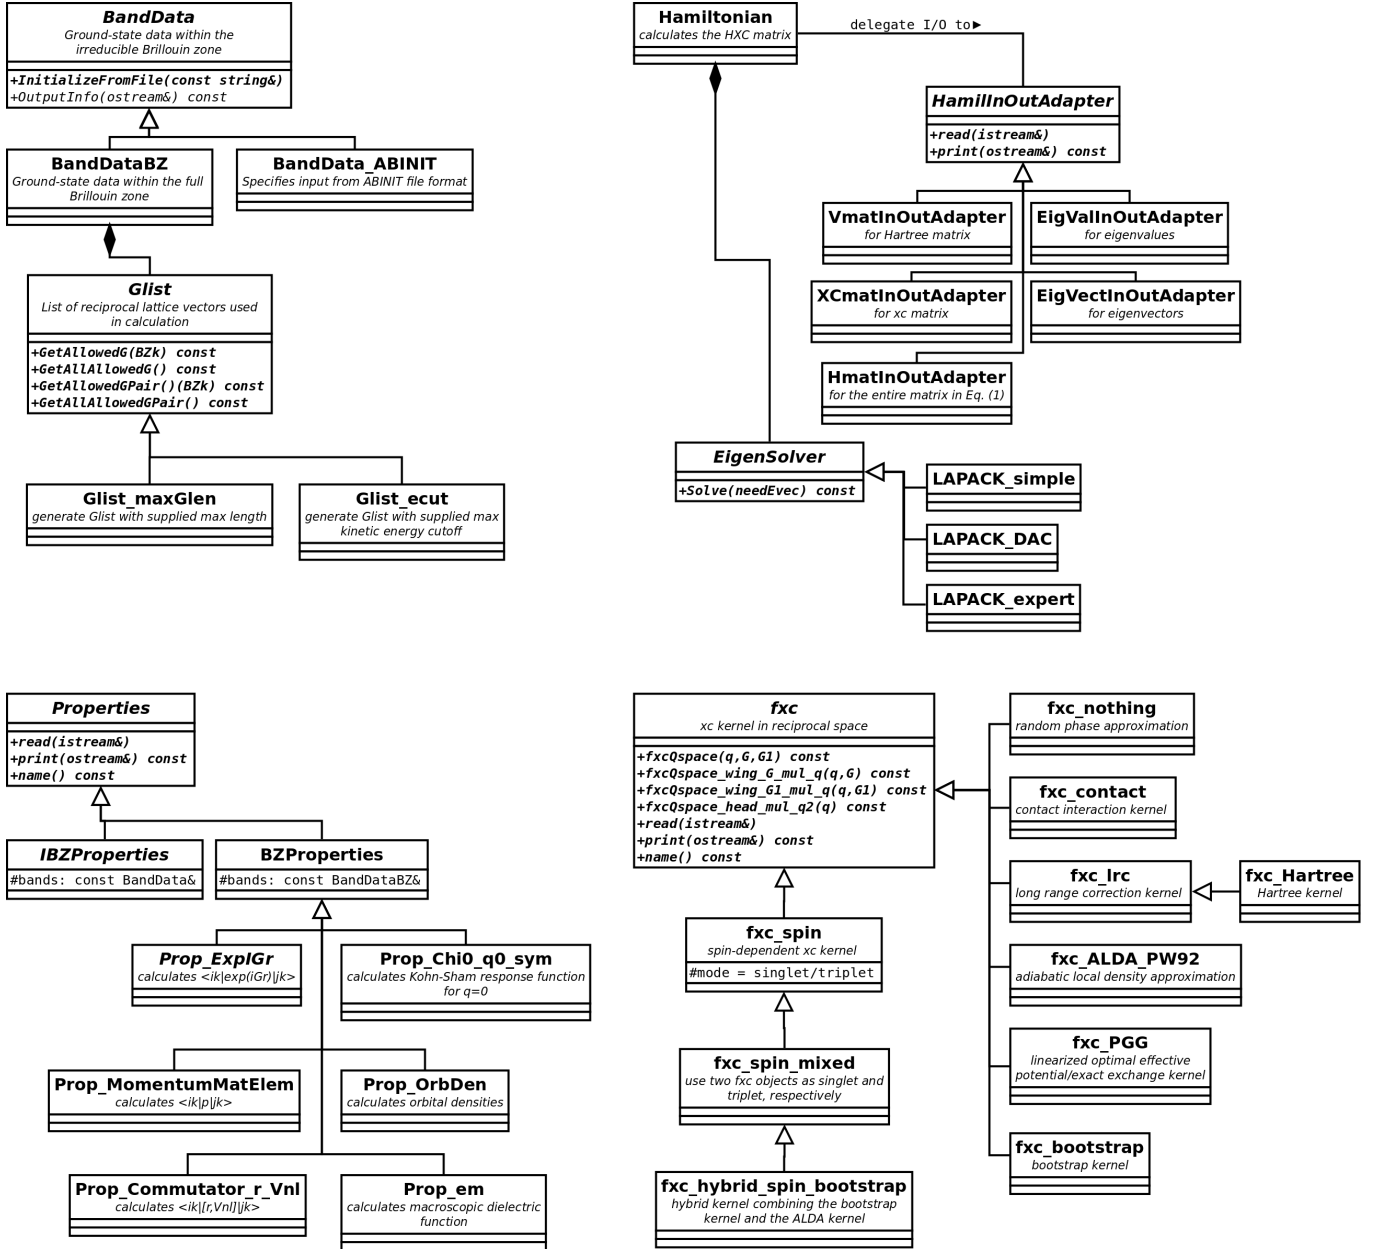 BandData
Ground-state data within the
irreducible Brillouin zone
+InitializeFromFile(const string&)
+OutputInfo(ostream&) const
BandDataBZ
Ground-state data within the full
Brillouin zone
BandData_ABINIT
Specifies input from ABINIT file format
Glist
List of reciprocal lattice vectors used
in calculation
+GetAllowedG(BZk) const
+GetAllAllowedG() const
+GetAllowedGPair()(BZk) const
+GetAllAllowedGPair() const
Glist_maxGlen
generate Glist with supplied max length
Glist_ecut
generate Glist with supplied max
kinetic energy cutoff
Hamiltonian
calculates the HXC matrix
delegate I/O to▶
HamilInOutAdapter
+read(istream&)
+print(ostream&) const
VmatInOutAdapter
for Hartree matrix
EigValInOutAdapter
for eigenvalues
XCmatInOutAdapter
for xc matrix
EigVectInOutAdapter
for eigenvectors
HmatInOutAdapter
for the entire matrix in Eq. (1)
EigenSolver
+Solve(needEvec) const
LAPACK_simple
LAPACK_DAC
LAPACK_expert
Properties
+read(istream&)
+print(ostream&) const
+name() const
IBZProperties
#bands: const BandData&
BZProperties
#bands: const BandDataBZ&
Prop_ExpIGr
calculates <ik|exp(iGr)|jk>
Prop_Chi0_q0_sym
calculates Kohn-Sham response function
for q=0
Prop_MomentumMatElem
calculates <ik|p|jk>
Prop_OrbDen
calculates orbital densities
Prop_Commutator_r_Vnl
calculates <ik|[r,Vnl]|jk>
Prop_em
calculates macroscopic dielectric
function
fxc
xc kernel in reciprocal space
+fxcQspace(q,G,G1) const
+fxcQspace_wing_G_mul_q(q,G) const
+fxcQspace_wing_G1_mul_q(q,G1) const
+fxcQspace_head_mul_q2(q) const
+read(istream&)
+print(ostream&) const
+name() const
fxc_spin
spin-dependent xc kernel
#mode = singlet/triplet
fxc_spin_mixed
use two fxc objects as singlet and
triplet, respectively
fxc_hybrid_spin_bootstrap
hybrid kernel combining the bootstrap
kernel and the ALDA kernel
fxc_nothing
random phase approximation
fxc_contact
contact interaction kernel
fxc_lrc
long range correction kernel
fxc_Hartree
Hartree kernel
fxc_ALDA_PW92
adiabatic local density approximation
fxc_PGG
linearized optimal effective
potential/exact exchange kernel
fxc_bootstrap
bootstrap kernel